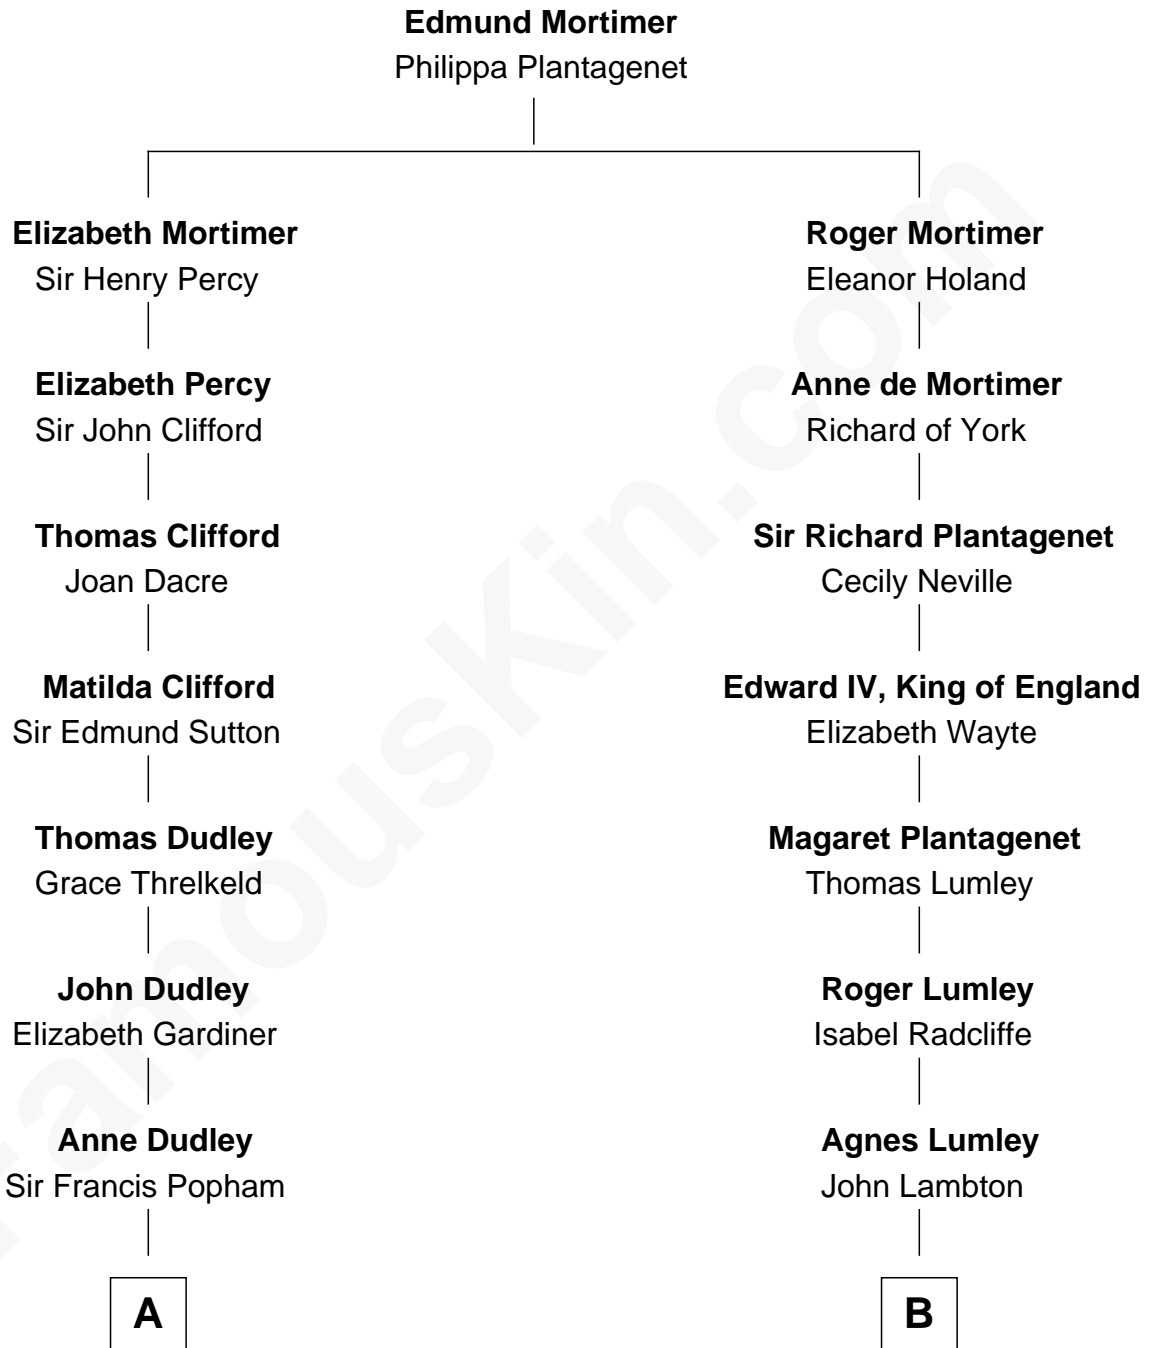 Edmund Mortimer
Philippa Plantagenet
Elizabeth Mortimer
Sir Henry Percy
Elizabeth Percy
Sir John Clifford
Thomas Clifford
Joan Dacre
Matilda Clifford
Sir Edmund Sutton
Thomas Dudley
Grace Threlkeld
John Dudley
Elizabeth Gardiner
Anne Dudley
Sir Francis Popham
A
Roger Mortimer
Eleanor Holand
Anne de Mortimer
Richard of York
Sir Richard Plantagenet
Cecily Neville
Edward IV, King of England
Elizabeth Wayte
Magaret Plantagenet
Thomas Lumley
Roger Lumley
Isabel Radcliffe
Agnes Lumley
John Lambton
B
FamousKin.com